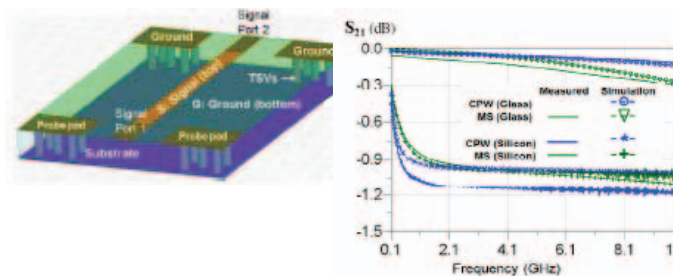 Signal
Port 2
Ground
Ground
TSVs
S: Signal (top)
G: Ground (bottom)
Signal
Port 1
Probepad
Probepad
Substrate
S21 (dB)
0.0
-0.3
-0.6
-0.9
-1.2
-1.5
Measured Simulation
CPW (Glass)
MS (Glass)
CPW (Silicon)
MS (Silicon)
0.1 2.1 4.1 6.1 8.1
Frequency (GHz)